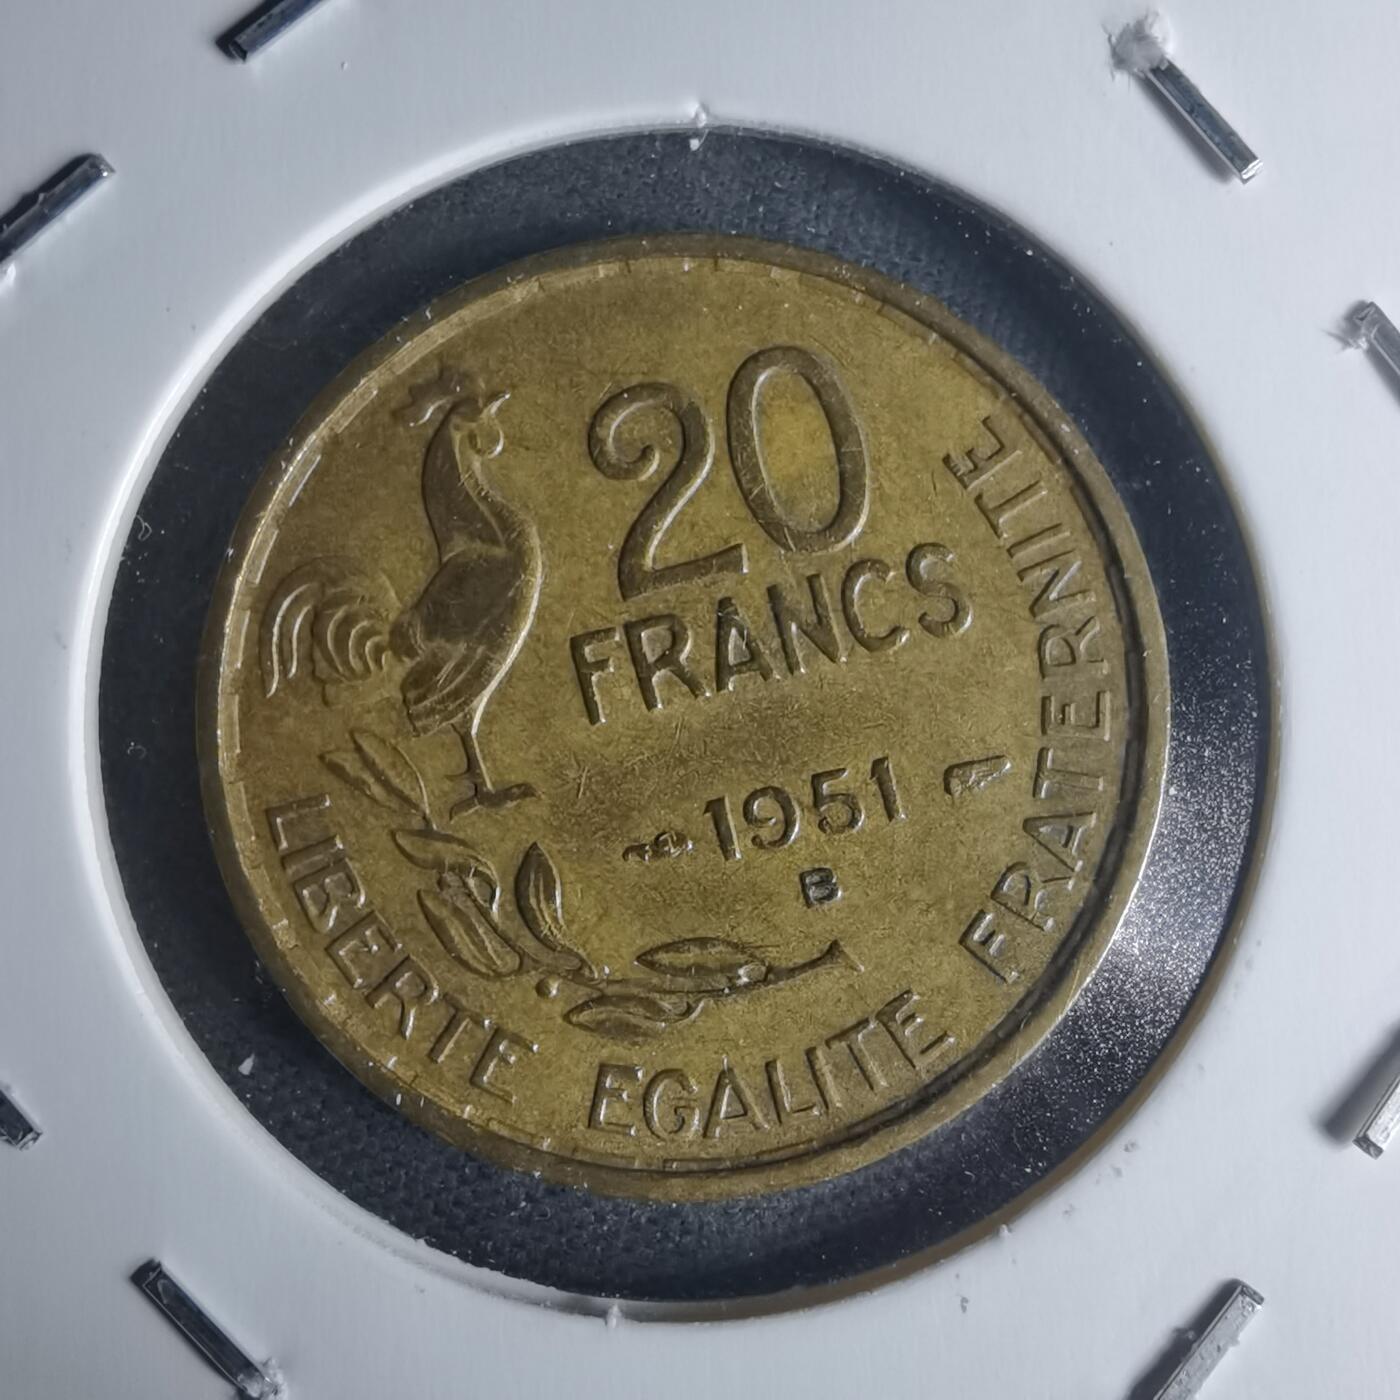 20
FRANCS
1951
B
LIBERTE EGALITE FRATERNITE